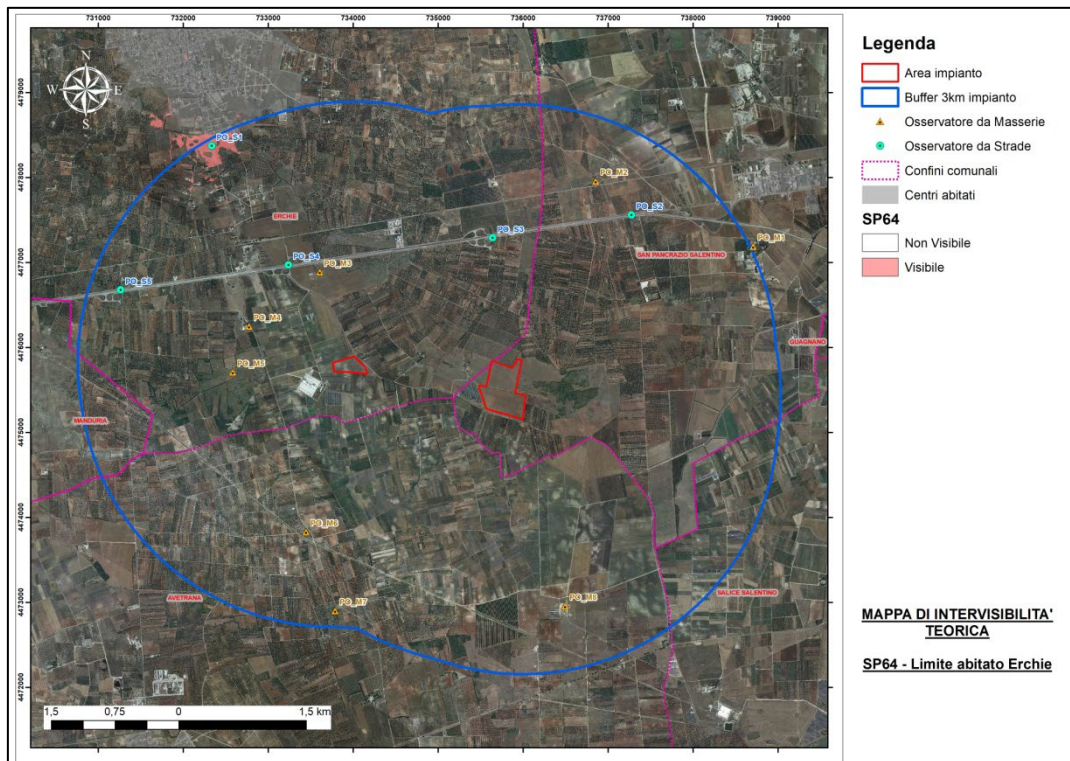 731000 732000 733000 734000 735000 736000 737000 738000 739000
N
W E
S
4479000
4478000
4477000
4476000
4475000
4474000
4473000
4472000
PO_S1
PO_M2
ERCHIE
PO_S2
PO_S3
PO_M1
SAN PANCRAZIO SALENTINO
PO_S4
PO_M3
PO_S5
PO_M4
GUAGNANO
PO_M5
MANDURIA
PO_M6
AVETRANA
PO_M7
PO_M8
SALICE SALENTINO
1,5 0,75 0 1,5 km
Legenda
Area impianto
Buffer 3km impianto
Osservatore da Masserie
Osservatore da Strade
Confini comunali
Centri abitati
SP64
Non Visibile
Visibile
MAPPA DI INTERVISIBILITA'
TEORICA
SP64 - Limite abitato Erchie